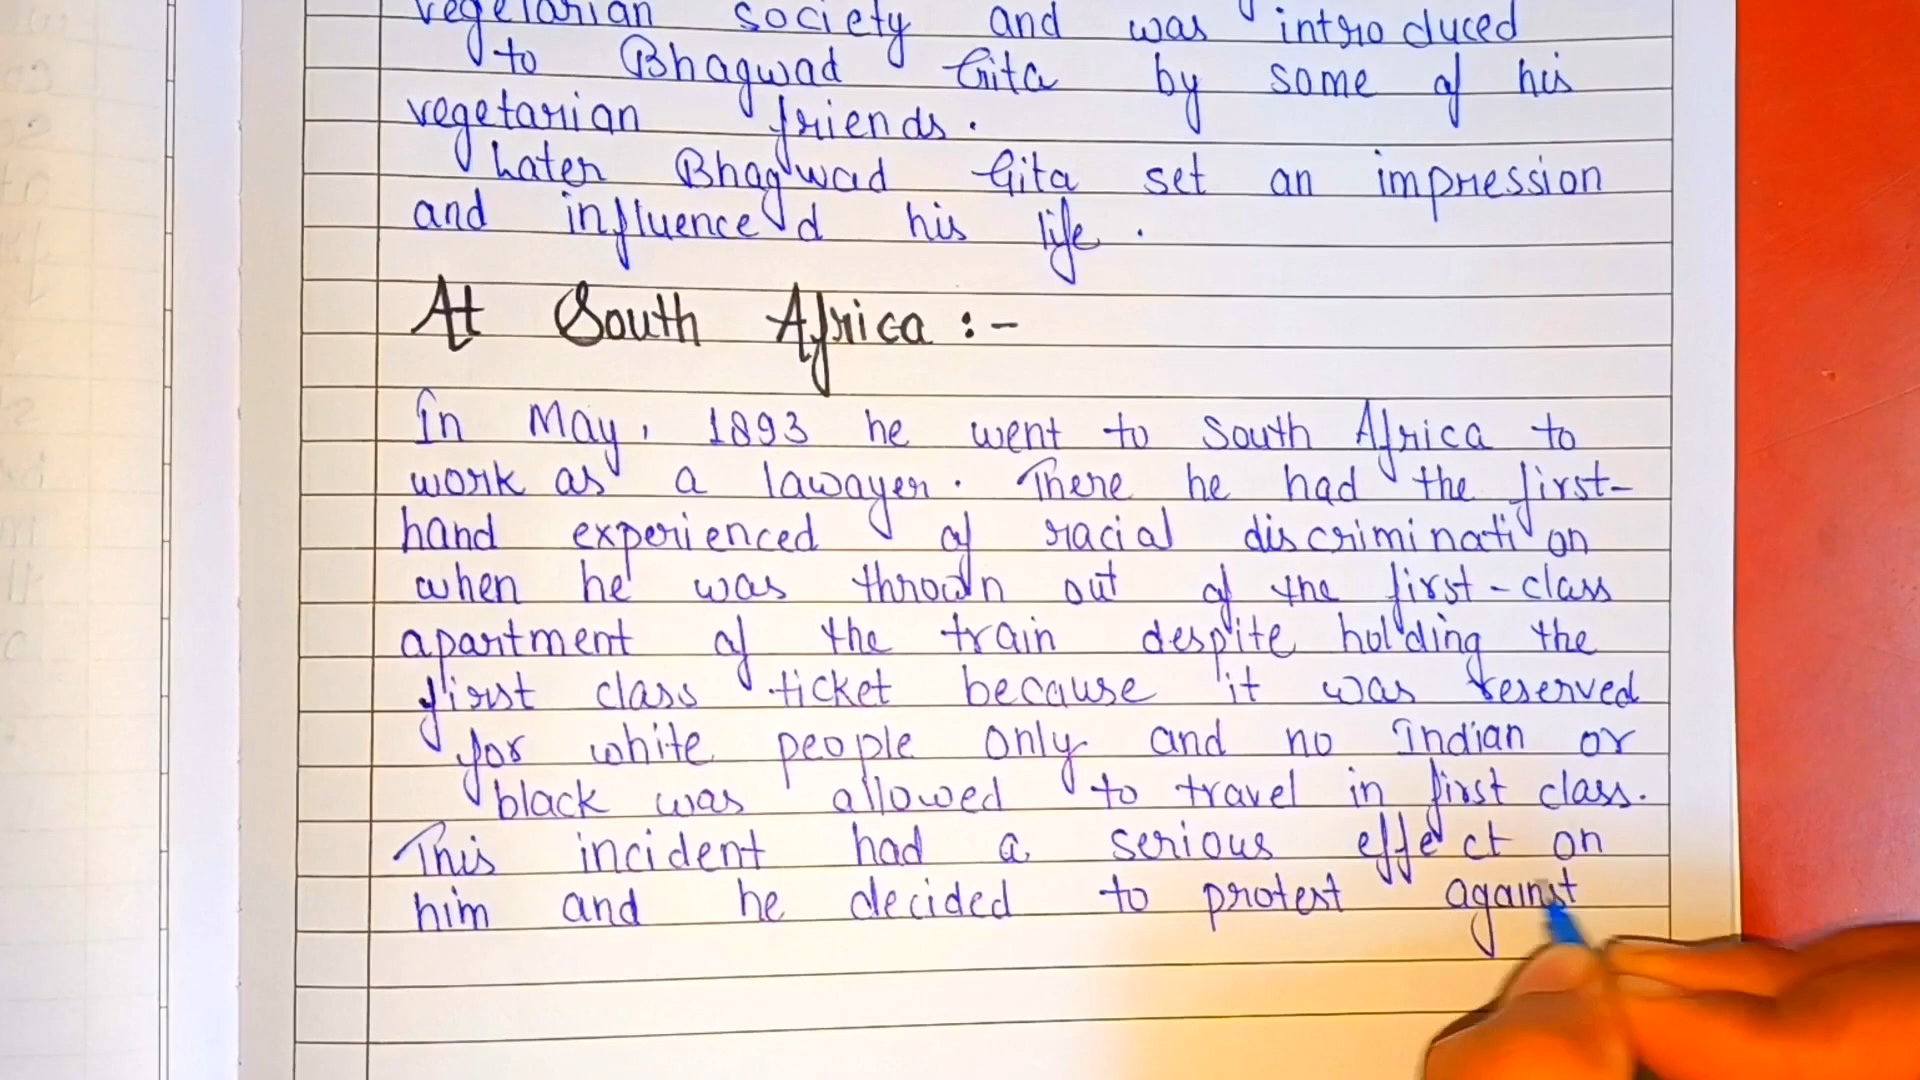 vegetarian society and was introduced
to Bhagwad Gita by some of his
vegetarian friends.
Later Bhagwad Gita set an impression
and influenced his life.
At South Africa :-
In May, 1893 he went to South Africa to
work as a lawayer. There he had the first-
hand experienced of racial discrimination
when he was thrown out of the first-class
apartment of the train despite holding the
first class ticket because it was reserved
for white people only and no Indian or
black was allowed to travel in first class.
This incident had a serious effect on
him and he decided to protest against